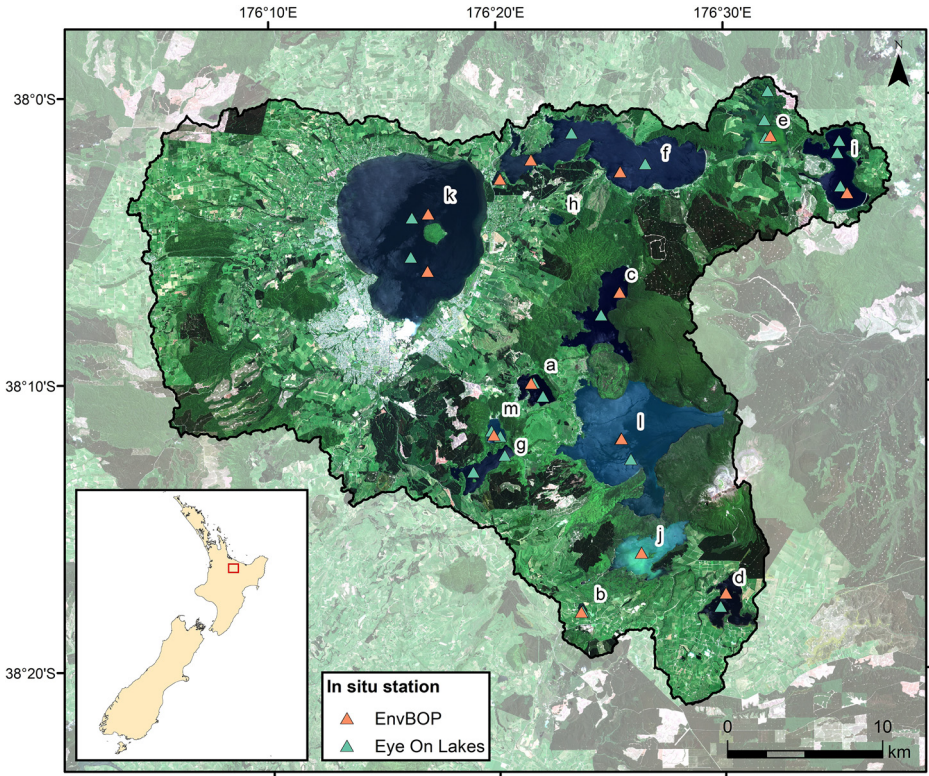 176°10'E 176°20'E 176°30'E
N
38°0'S
e
i
f
k
h
c
38°10'S
a
m
l
g
j
d
b
38°20'S
In situ station
EnvBOP
Eye On Lakes
0 10
km